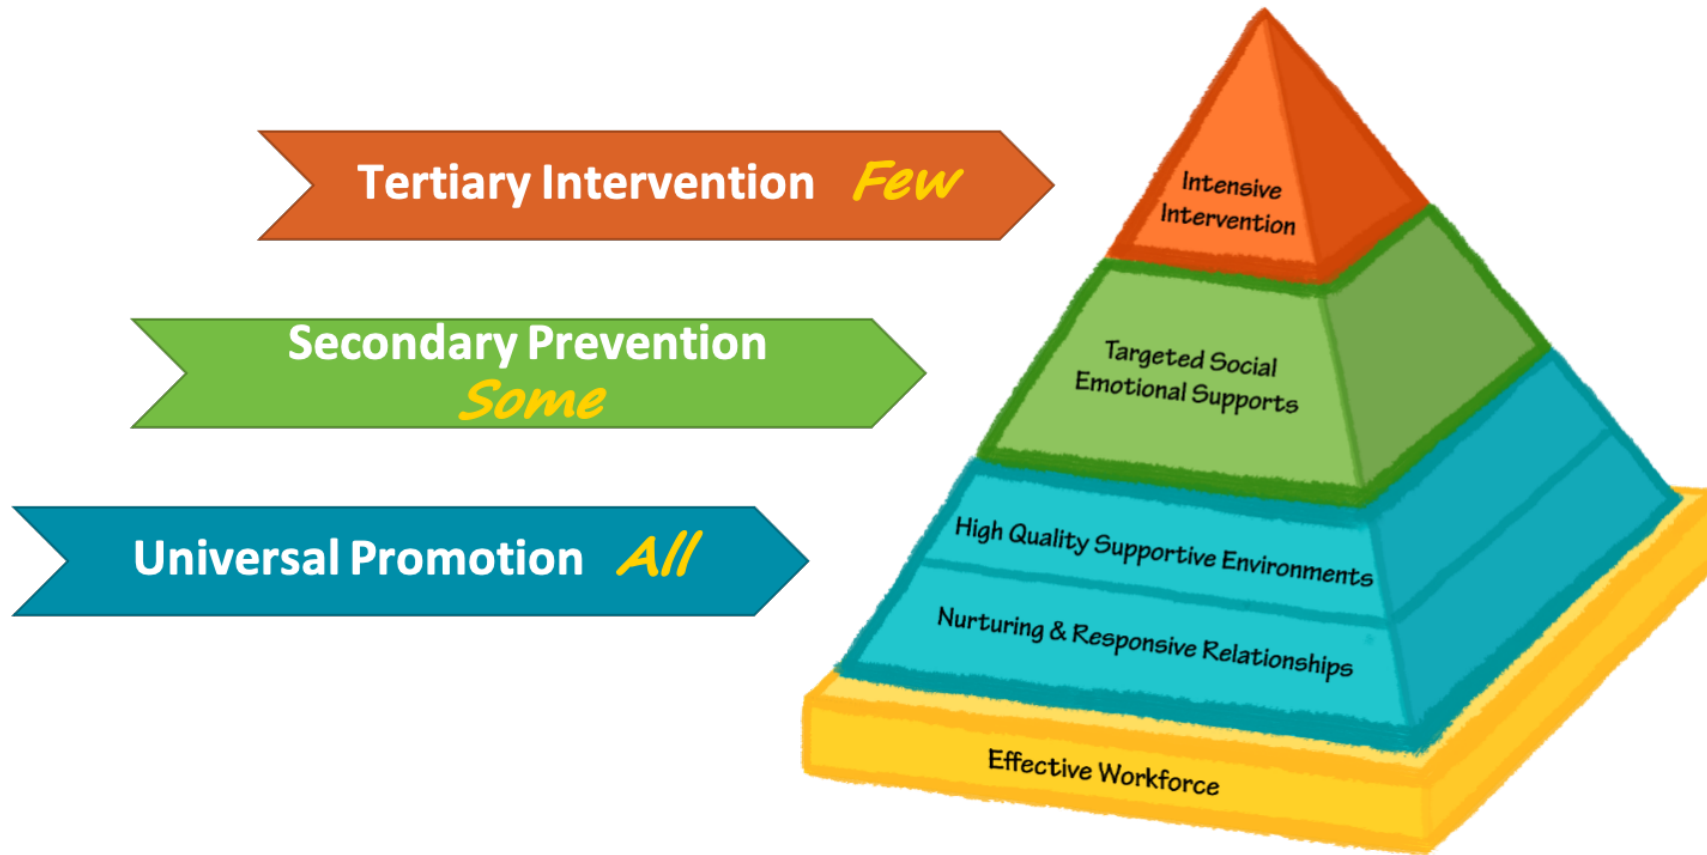 Tertiary Intervention Few
Secondary Prevention
Some
Universal Promotion All
Intensive
Intervention
Targeted Social
Emotional Supports
High Quality Supportive Environments
Nurturing & Responsive Relationships
Effective Workforce